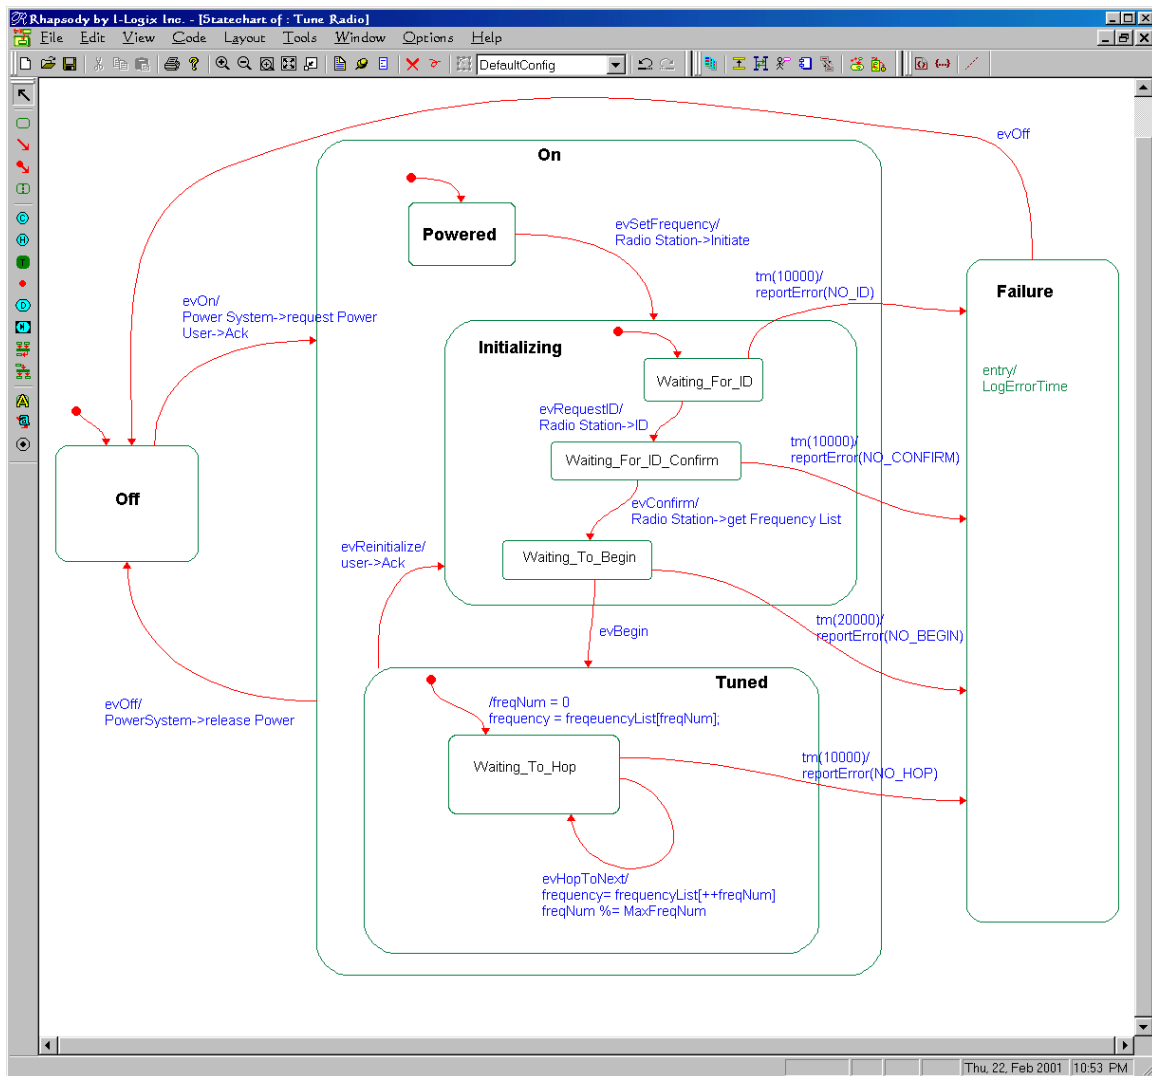 Rhapsody by I-Logix Inc. - [Statechart of : Tune Radio]
File Edit View Code Layout Tools Window Options Help
DefaultConfig
evOff
On
Powered
evSetFrequency/
Radio Station->Initiate
tm(10000)/
reportError(NO_ID)
Failure
evOn/
Power System->request Power
User->Ack
Initializing
Waiting_For_ID
entry/
LogErrorTime
evRequestID/
Radio Station->ID
tm(10000)/
reportError(NO_CONFIRM)
Waiting_For_ID_Confirm
Off
evConfirm/
Radio Station->get Frequency List
evReinitialize/
user->Ack
Waiting_To_Begin
tm(20000)/
reportError(NO_BEGIN)
evBegin
Tuned
evOff/
PowerSystem->release Power
/freqNum = 0
frequency = freqeuencyList[freqNum];
Waiting_To_Hop
tm(10000)/
reportError(NO_HOP)
evHopToNext/
frequency= frequencyList[++freqNum]
freqNum %= MaxFreqNum
Thu, 22, Feb 2001 10:53 PM